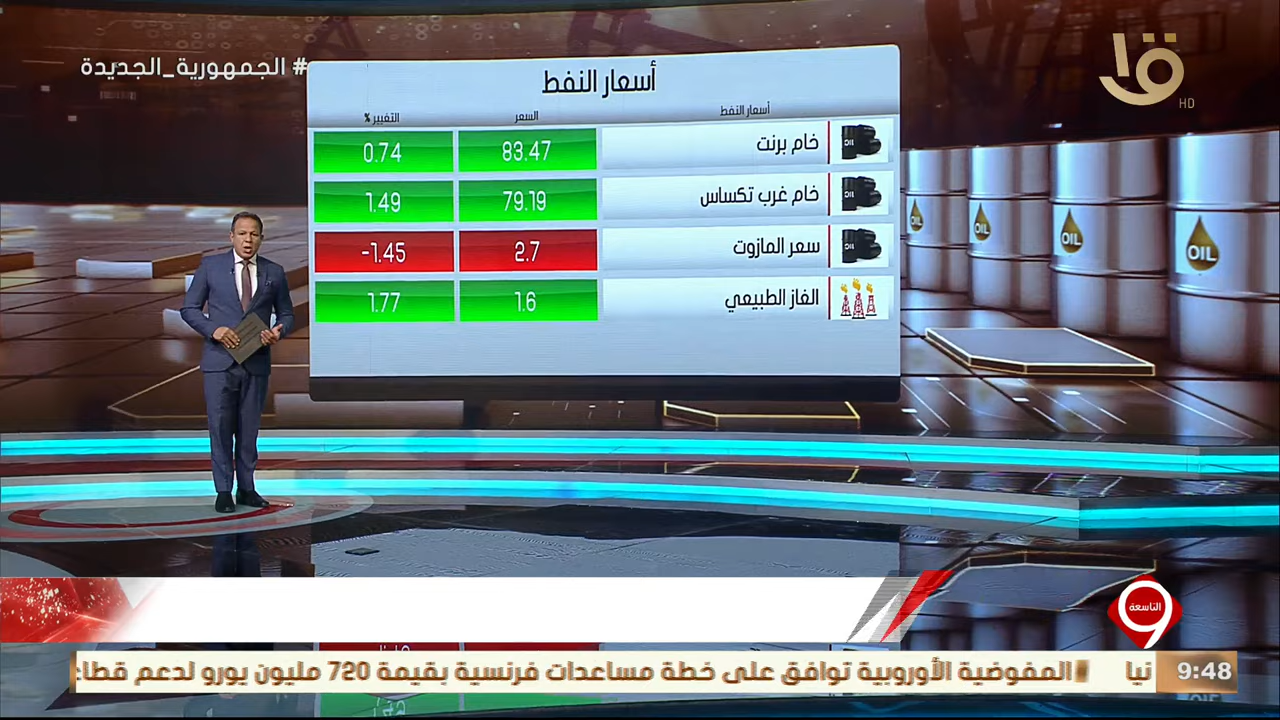 #الجمهورية_الجديدة
HD
أسعار النفط
أسعار النفط السعر التغيير %
خام برنت 83.47 0.74
خام غرب تكساس 79.19 1.49
سعر المازوت 2.7 -1.45
الغاز الطبيعي 1.6 1.77
OIL
OIL
OIL
OIL
التاسعة
9
9:48 نيا المفوضية الأوروبية توافق على خطة مساعدات فرنسية بقيمة 720 مليون يورو لدعم قطاع